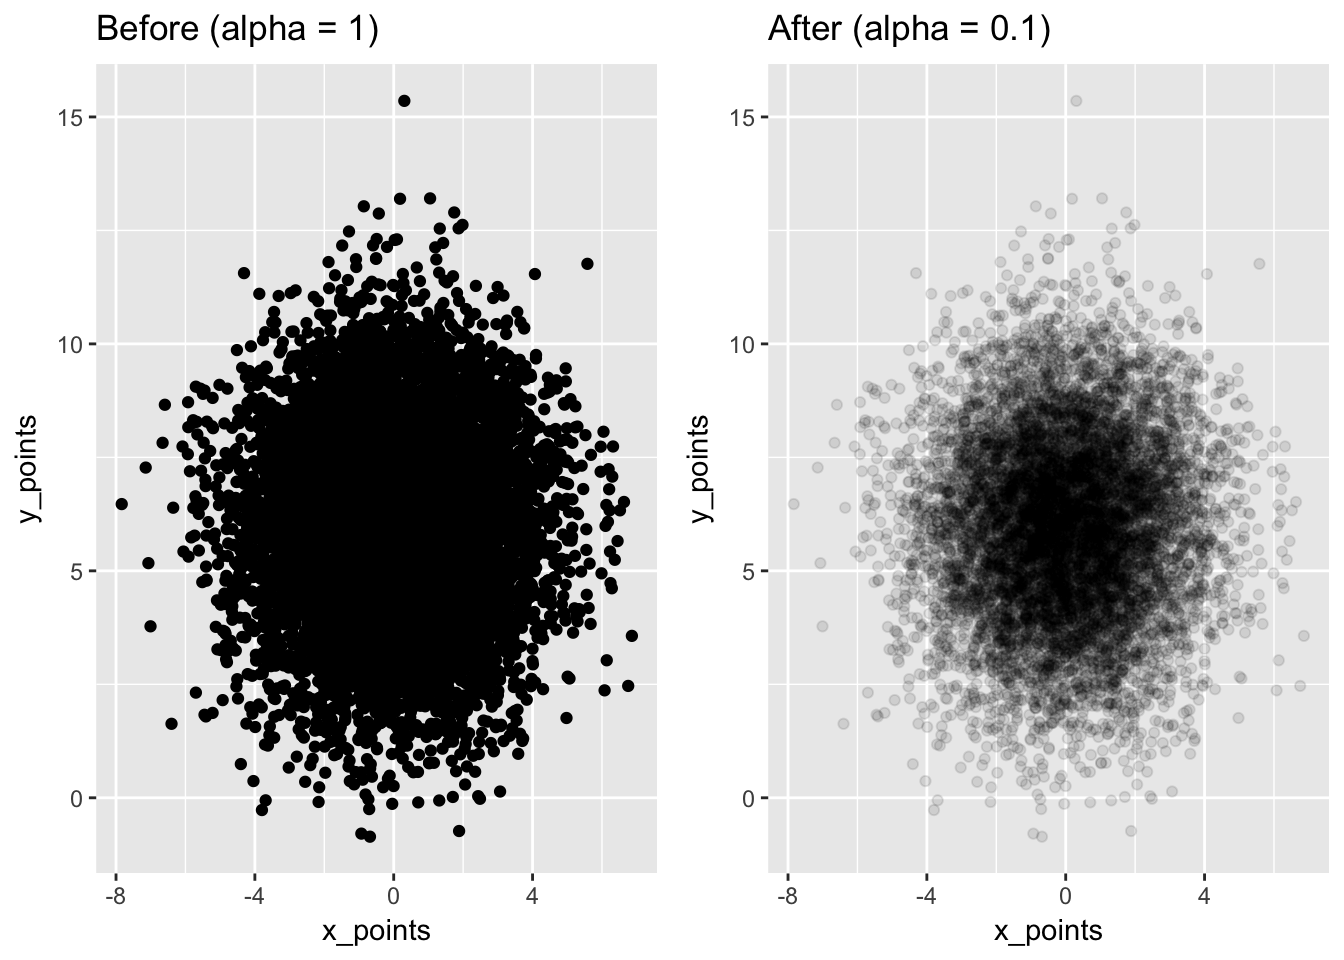 Before (alpha = 1)
15
10
5
0
y_points
-8 -4 0 4
x_points
After (alpha = 0.1)
15
10
5
0
y_points
-8 -4 0 4
x_points